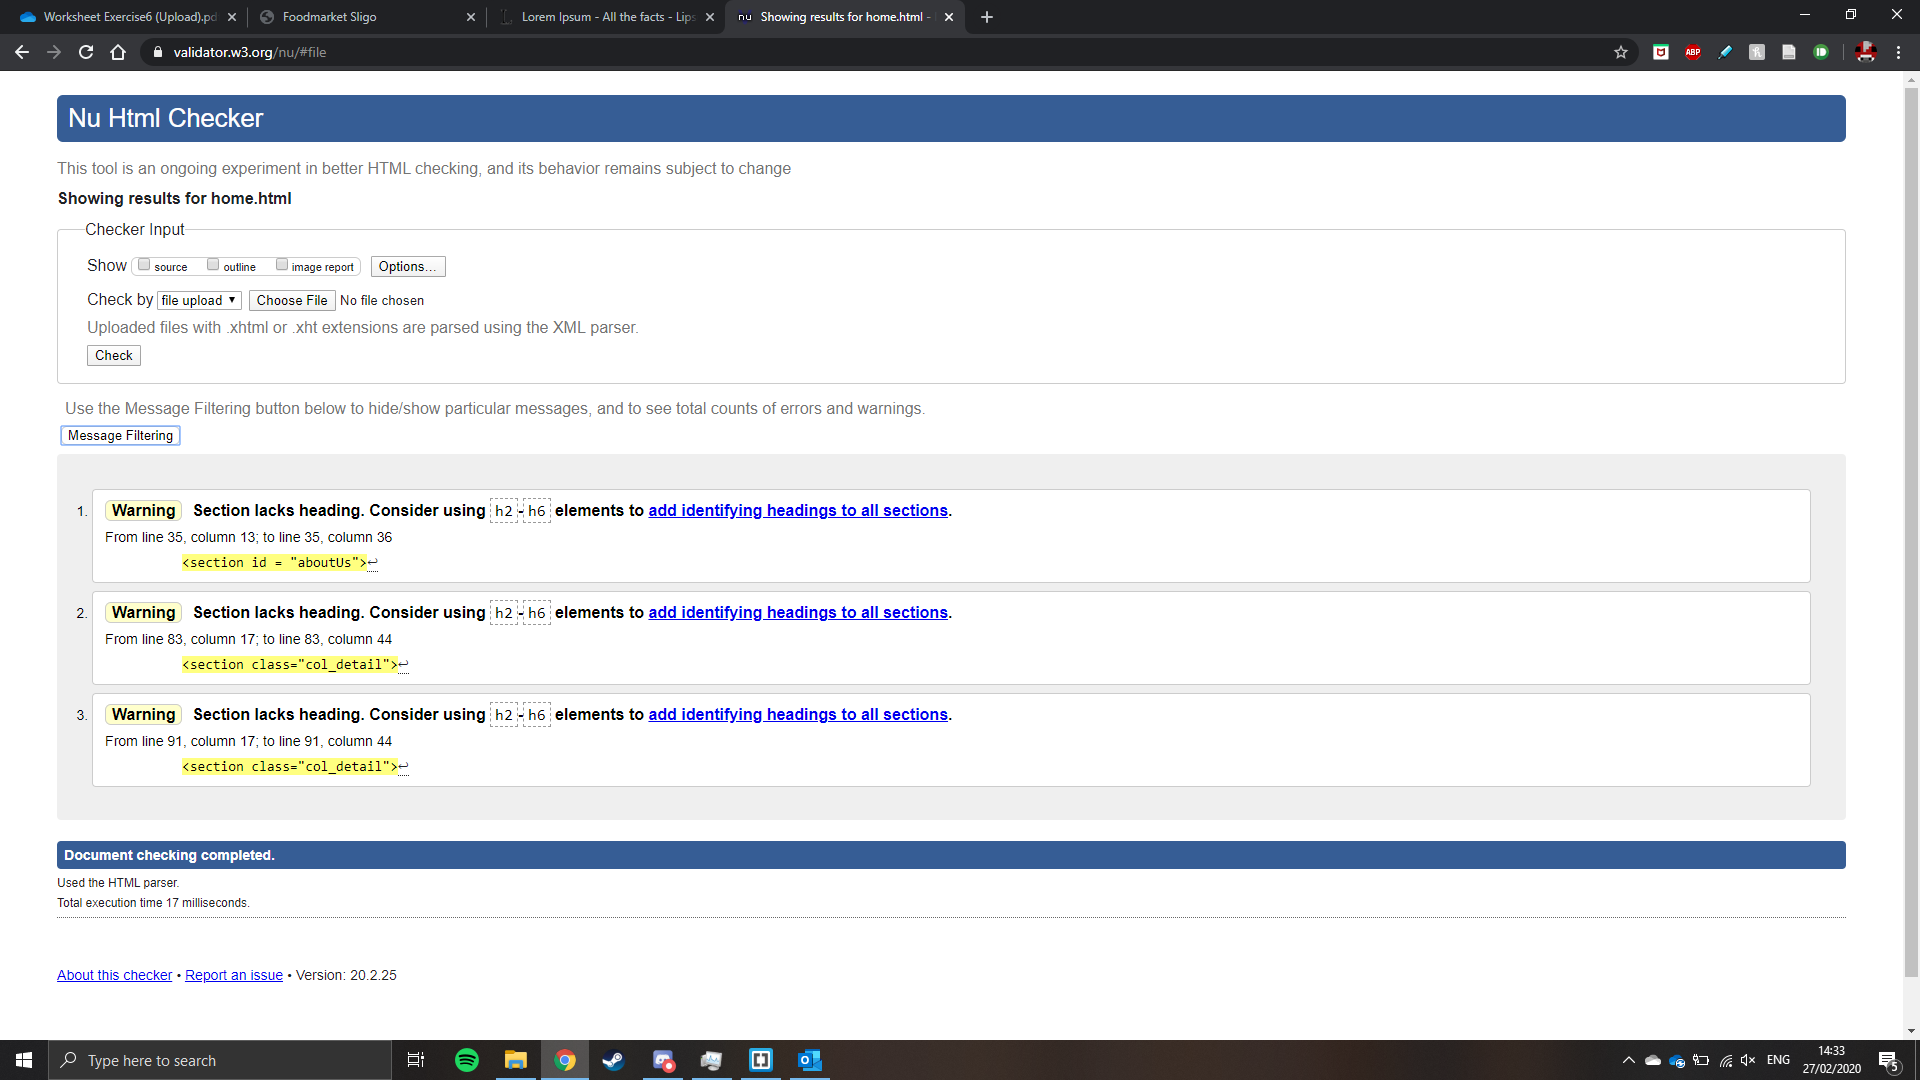 Worksheet Exercise6 (Upload).pd
Foodmarket Sligo
Lorem Ipsum - All the facts - Lips
nu Showing results for home.html -
validator.w3.org/nu/#file
ABP
Nu Html Checker
This tool is an ongoing experiment in better HTML checking, and its behavior remains subject to change
Showing results for home.html
Checker Input
Show source outline image report Options...
Check by file upload ▼ Choose File No file chosen
Uploaded files with .xhtml or .xht extensions are parsed using the XML parser.
Check
Use the Message Filtering button below to hide/show particular messages, and to see total counts of errors and warnings.
Message Filtering
1. Warning Section lacks heading. Consider using h2-h6 elements to add identifying headings to all sections.
From line 35, column 13; to line 35, column 36
<section id = "aboutUs">↩
2. Warning Section lacks heading. Consider using h2-h6 elements to add identifying headings to all sections.
From line 83, column 17; to line 83, column 44
<section class="col_detail">↩
3. Warning Section lacks heading. Consider using h2-h6 elements to add identifying headings to all sections.
From line 91, column 17; to line 91, column 44
<section class="col_detail">↩
Document checking completed.
Used the HTML parser.
Total execution time 17 milliseconds.
About this checker • Report an issue • Version: 20.2.25
Type here to search
ENG
14:33
27/02/2020
5